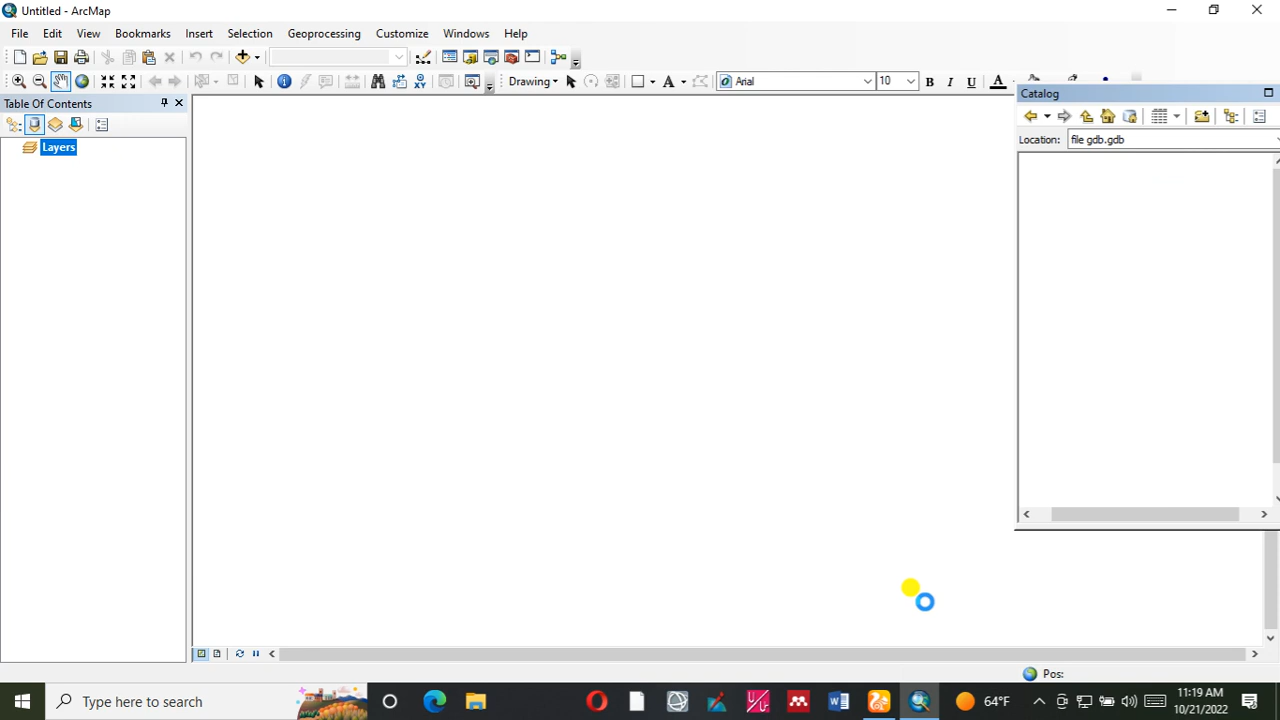 Untitled - ArcMap
File Edit View Bookmarks Insert Selection Geoprocessing Customize Windows Help
Drawing Arial 10 B I U A
Table Of Contents
Catalog
Location: file gdb.gdb
Layers
Pos:
Type here to search
64°F
11:19 AM
10/21/2022